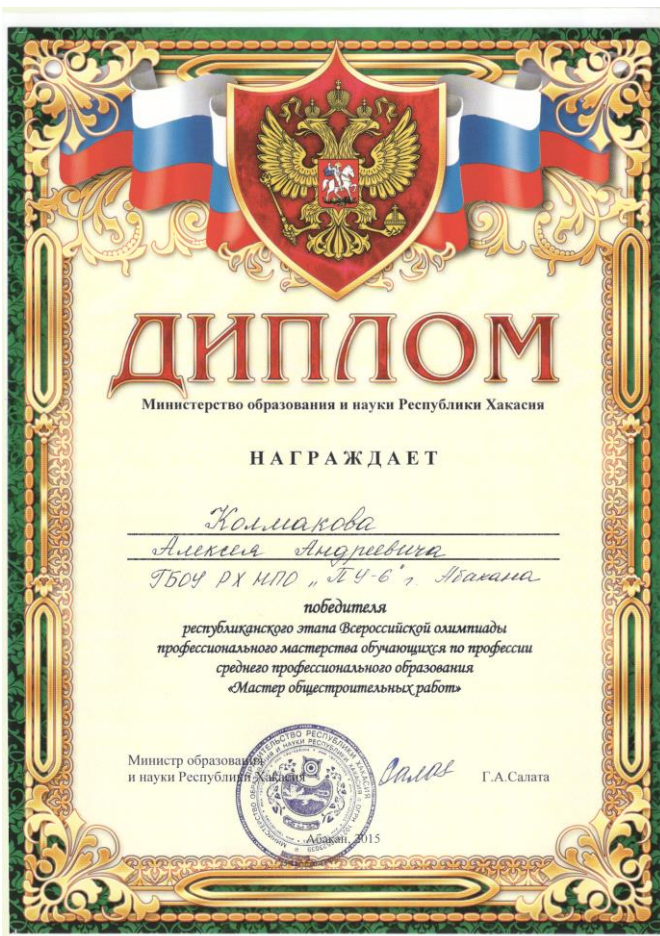 ДИПЛОМ
Министерство образования и науки Республики Хакасия
НАГРАЖДАЕТ
Колмакова
Алексея Андреевича
ГБОУ РХ НПО „ПУ-6" г. Абакана
победителя
республиканского этапа Всероссийской олимпиады
профессионального мастерства обучающихся по профессии
среднего профессионального образования
«Мастер общестроительных работ»
Министр образования
и науки Республики Хакасия Г.А.Салата
Абакан, 2015